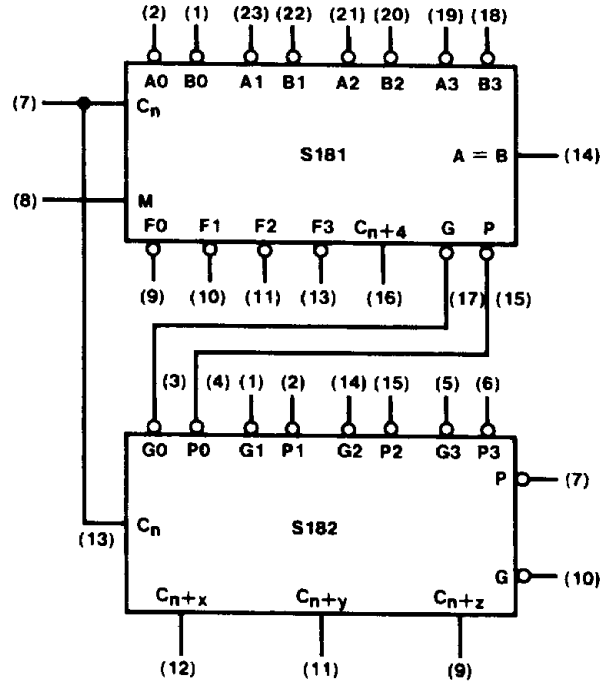 (2) (1) (23) (22) (21) (20) (19) (18)
A0 B0 A1 B1 A2 B2 A3 B3
(7) Cn
S181 A = B (14)
(8) M
F0 F1 F2 F3 Cn+4 G P
(9) (10) (11) (13) (16) (17) (15)
(3) (4) (1) (2) (14) (15) (5) (6)
G0 P0 G1 P1 G2 P2 G3 P3
P (7)
(13) Cn S182
G (10)
Cn+x Cn+y Cn+z
(12) (11) (9)